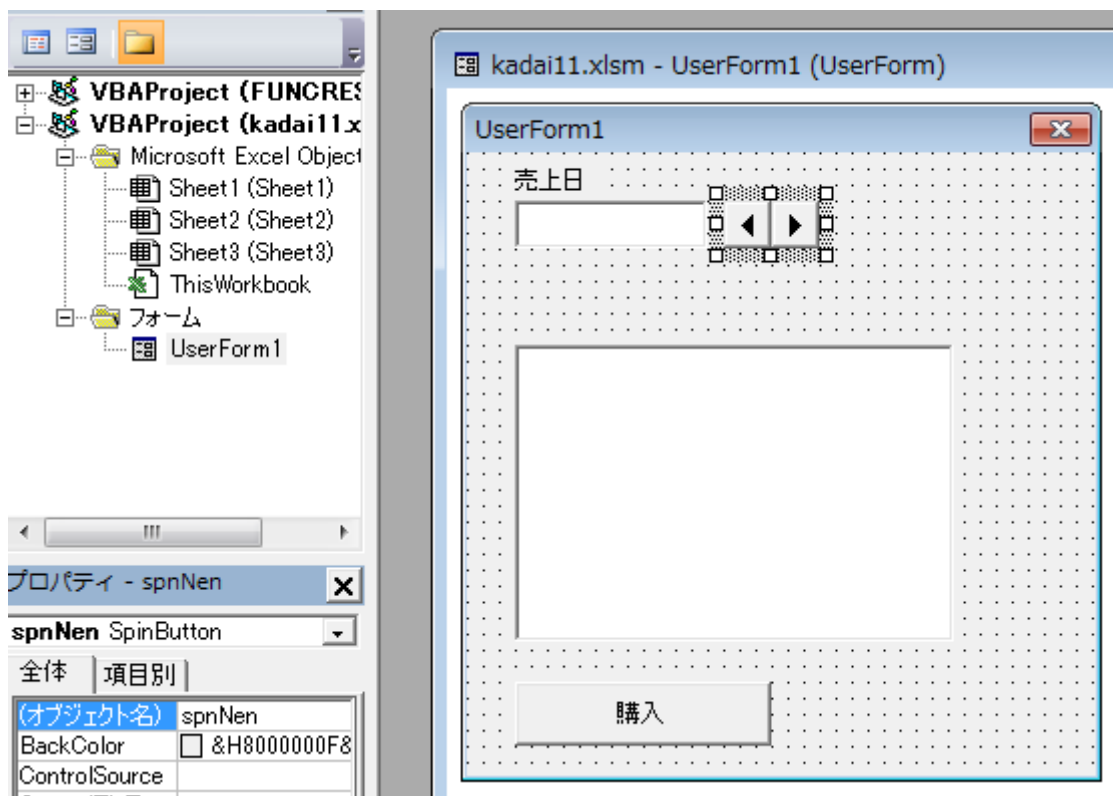 VBAProject (FUNCRES
VBAProject (kadai11.x
Microsoft Excel Object
Sheet1 (Sheet1)
Sheet2 (Sheet2)
Sheet3 (Sheet3)
ThisWorkbook
フォーム
UserForm1
プロパティ - spnNen
spnNen SpinButton
全体
項目別
(オブジェクト名) spnNen
BackColor &H8000000F&
ControlSource
kadai11.xlsm - UserForm1 (UserForm)
UserForm1
売上日
購入